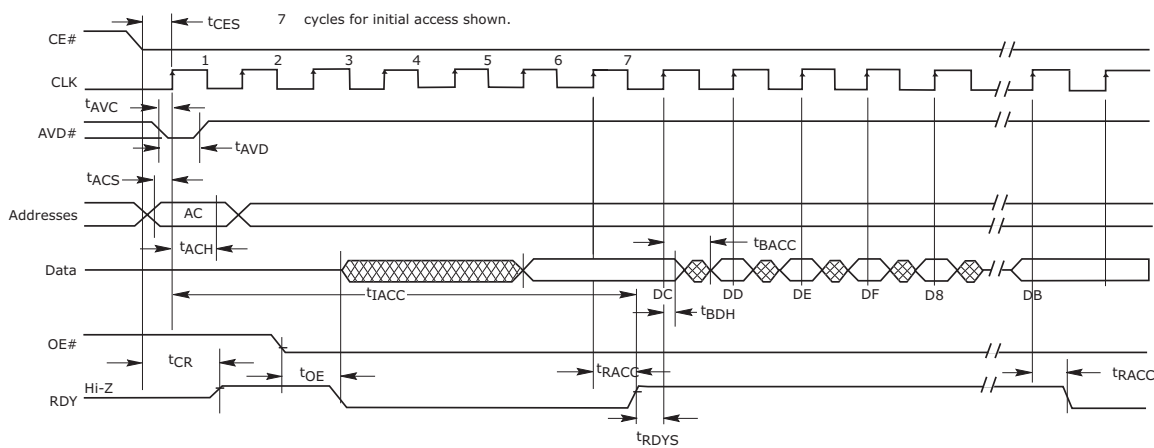 tCES
7 cycles for initial access shown.
CE#
1 2 3 4 5 6 7
CLK
tAVC
AVD#
tAVD
tACS
Addresses
AC
tACH
tBACC
Data
tIACC
DC DD DE DF D8 DB
tBDH
OE#
tCR
tOE
tRACC
tRACC
Hi-Z
RDY
tRDYS